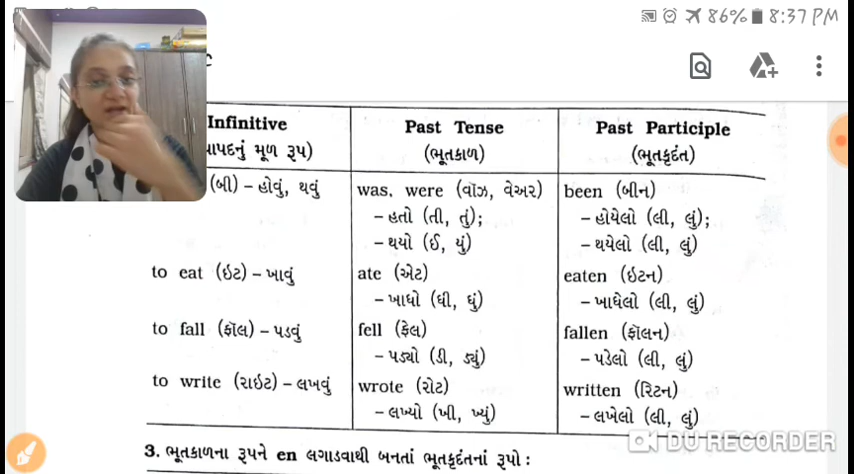 86% 8:37 PM
Infinitive Past Tense Past Participle
પદનું મૂળ રૂપ) (ભૂતકાળ) (ભૂતકૃદંત)
(બી) – હોવું, થવું was, were (વૉઝ, વેઅર) been (બીન)
– હતો (તી, તું); – હોયેલો (લી, લું);
– થયો (ઈ, યું) – થયેલો (લી, લું)
to eat (ઇટ) – ખાવું ate (એટ) eaten (ઇટન)
– ખાધો (ધી, ધું) – ખાધેલો (લી, લું)
to fall (ફૉલ) – પડવું fell (ફેલ) fallen (ફૉલન)
– પડ્યો (ડી, ડ્યું) – પડેલો (લી, લું)
to write (રાઇટ) – લખવું wrote (રોટ) written (રિટન)
– લખ્યો (ખી, ખ્યું) – લખેલો (લી, લું)
DU RECORDER
3. ભૂતકાળના રૂપને en લગાડવાથી બનતાં ભૂતકૃદંતનાં રૂપો :